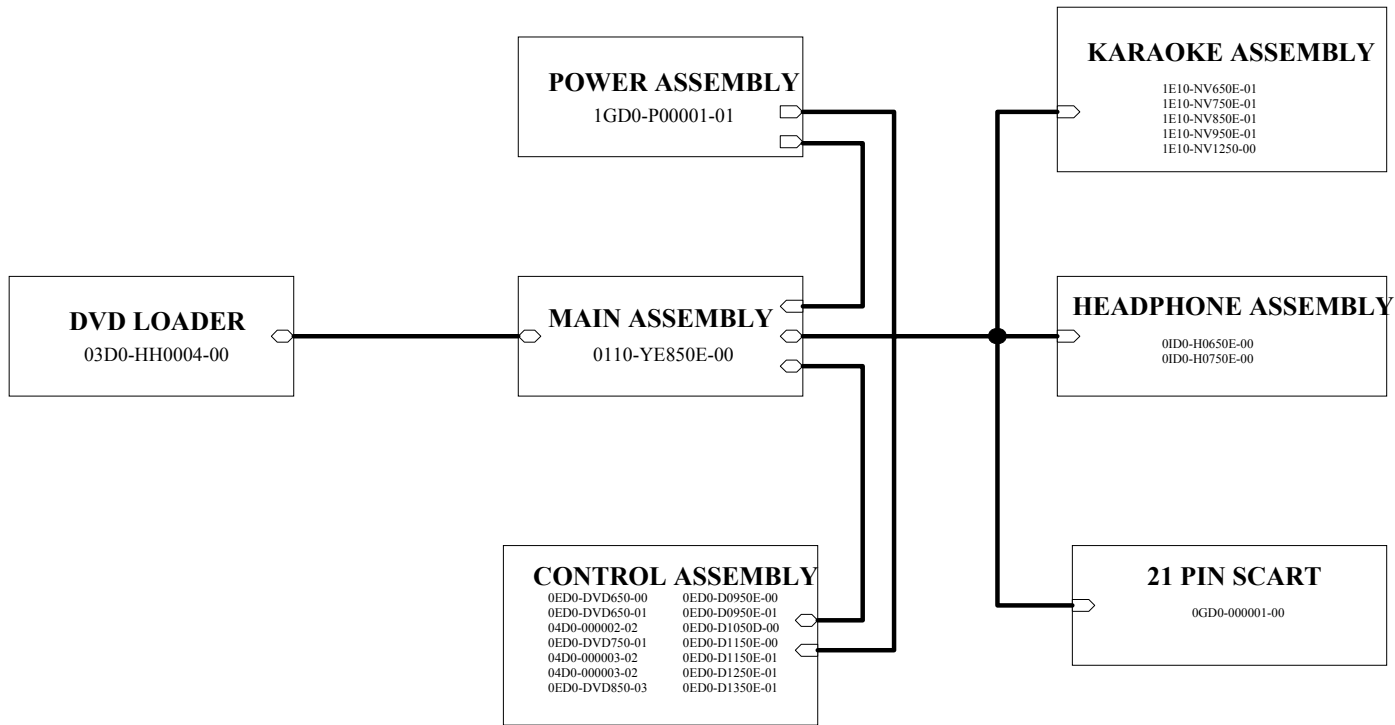 POWER ASSEMBLY
1GD0-P00001-01
KARAOKE ASSEMBLY
1E10-NV650E-01
1E10-NV750E-01
1E10-NV850E-01
1E10-NV950E-01
1E10-NV1250-00
DVD LOADER
03D0-HH0004-00
MAIN ASSEMBLY
0110-YE850E-00
HEADPHONE ASSEMBLY
0ID0-H0650E-00
0ID0-H0750E-00
CONTROL ASSEMBLY
0ED0-DVD650-00 0ED0-D0950E-00
0ED0-DVD650-01 0ED0-D0950E-01
04D0-000002-02 0ED0-D1050D-00
0ED0-DVD750-01 0ED0-D1150E-00
04D0-000003-02 0ED0-D1150E-01
04D0-000003-02 0ED0-D1250E-01
0ED0-DVD850-03 0ED0-D1350E-01
21 PIN SCART
0GD0-000001-00